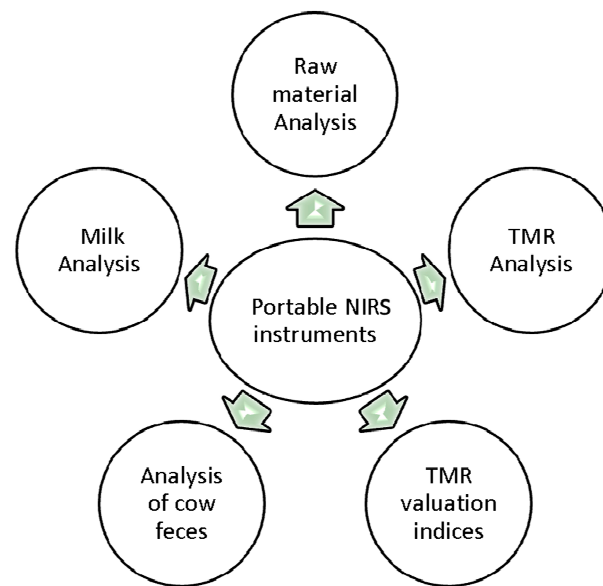 Raw
material
Analysis
Milk
Analysis
TMR
Analysis
Portable NIRS
instruments
Analysis
of cow
feces
TMR
valuation
indices